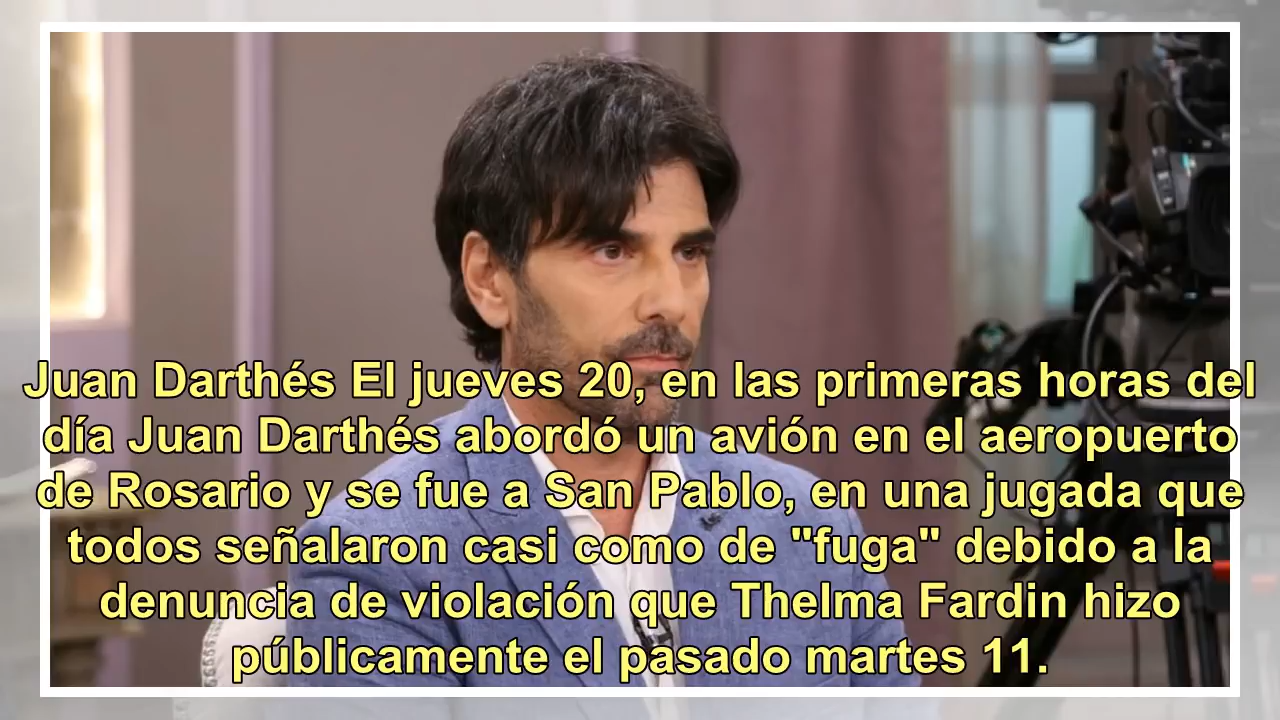 Juan Darthés El jueves 20, en las primeras horas del
día Juan Darthés abordó un avión en el aeropuerto
de Rosario y se fue a San Pablo, en una jugada que
todos señalaron casi como de "fuga" debido a la
denuncia de violación que Thelma Fardin hizo
públicamente el pasado martes 11.